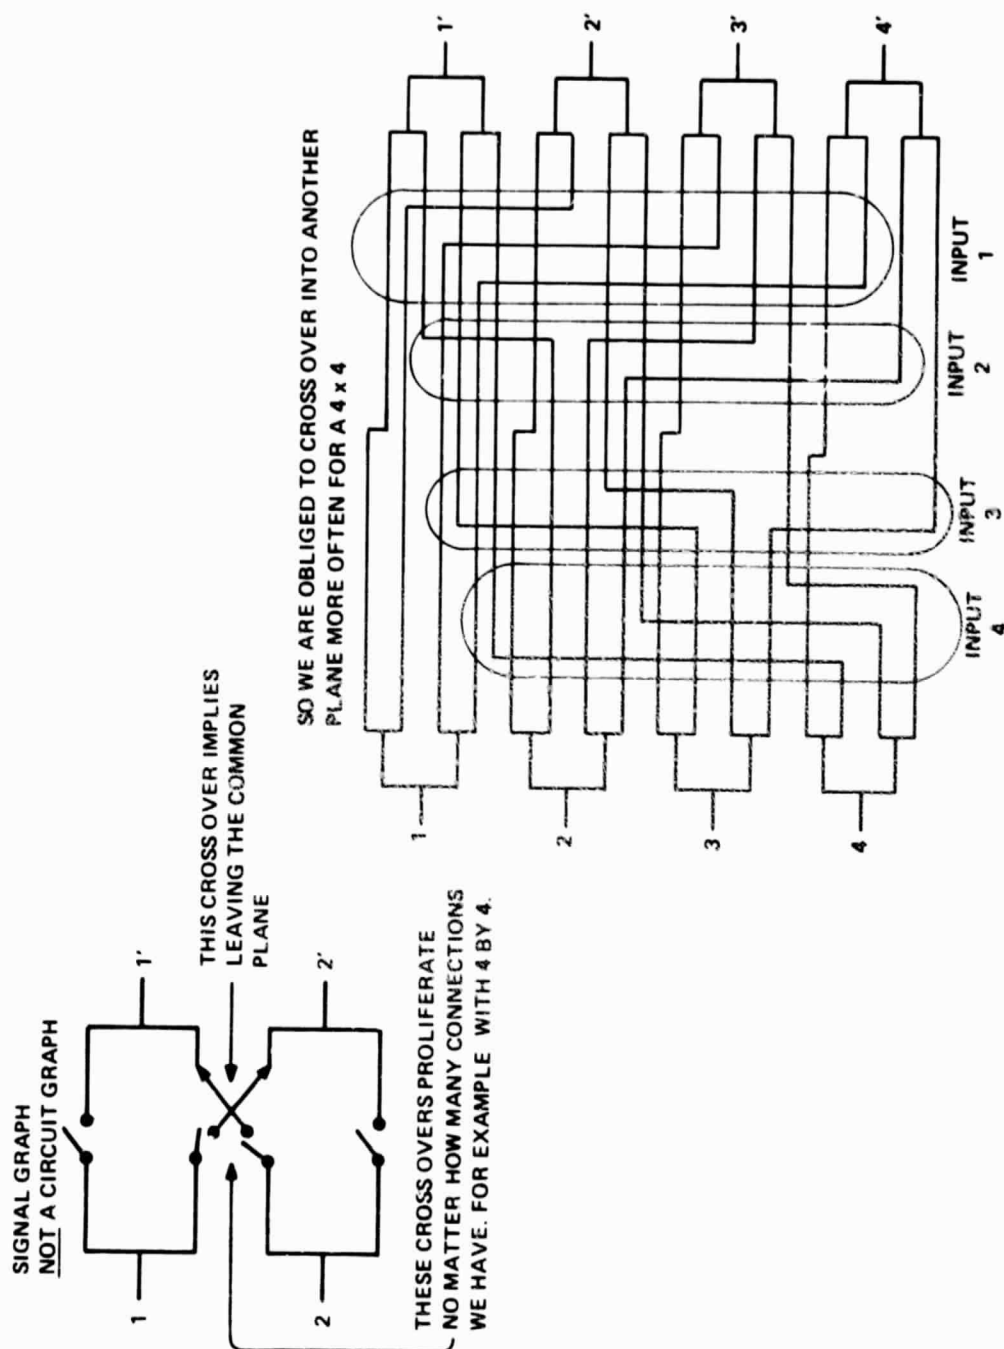 SIGNAL GRAPH
NOT A CIRCUIT GRAPH
1
1'
2
2'
THIS CROSS OVER IMPLIES
LEAVING THE COMMON
PLANE
THESE CROSS OVERS PROLIFERATE
NO MATTER HOW MANY CONNECTIONS
WE HAVE. FOR EXAMPLE WITH 4 BY 4.
SO WE ARE OBLIGED TO CROSS OVER INTO ANOTHER
PLANE MORE OFTEN FOR A 4 x 4
1
1'
2
2'
3
3'
4
4'
INPUT
4
INPUT
3
INPUT
2
INPUT
1